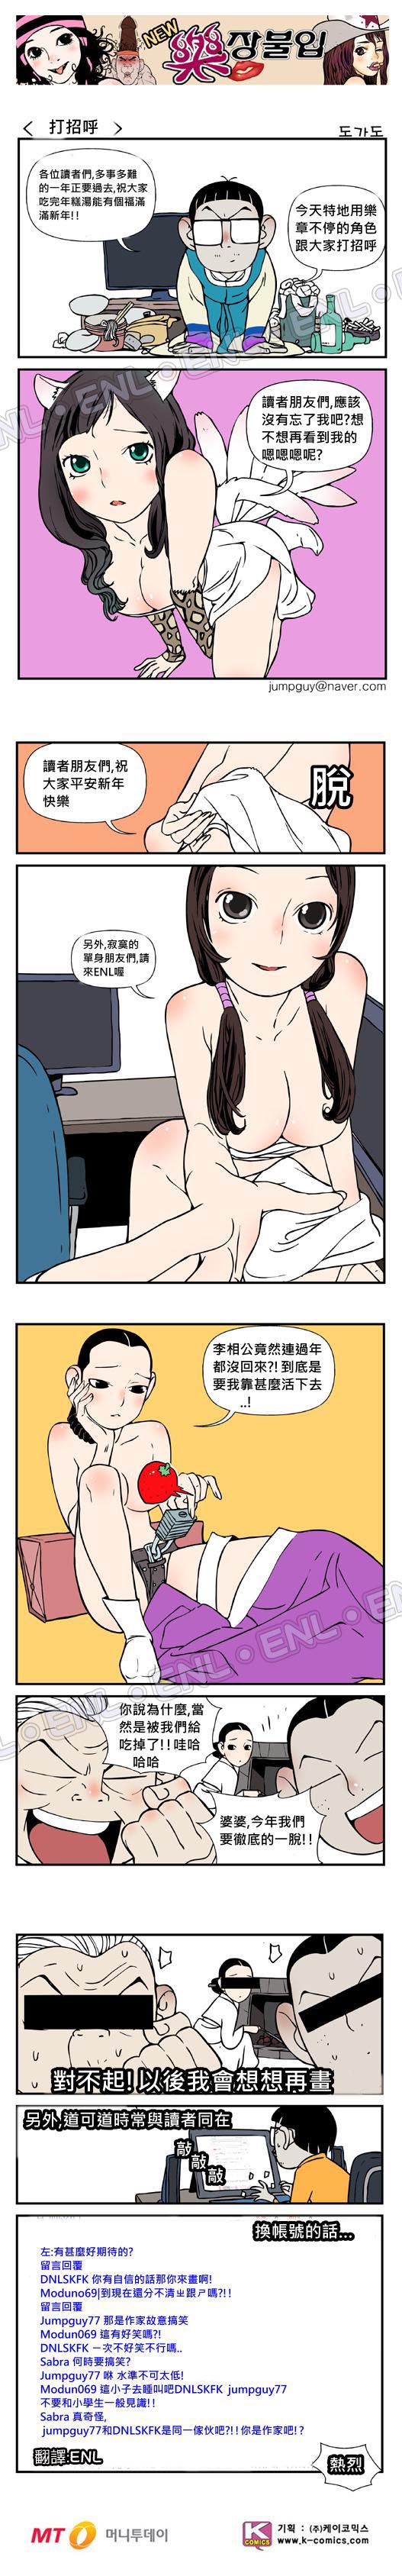 NEW 樂장불입
< 打招呼 >
도가도
各位讀者們,多事多難
的一年正要過去,祝大家
吃完年糕湯能有個福滿
滿新年!!
今天特地用樂
章不停的角色
跟大家打招呼
讀者朋友們,應該
沒有忘了我吧?想
不想再看到我的
嗯嗯嗯呢?
jumpguy@naver.com
讀者朋友們,祝
大家平安新年
快樂
脫
另外,寂寞的
單身朋友們,請
來ENL喔
李相公竟然連過年
都沒回來?!到底是
要我靠甚麼活下去
..!
你說為什麼,當
然是被我們給
吃掉了!!哇哈
哈哈
婆婆,今年我們
要徹底的一脫!!
對不起!以後我會想想再畫
另外,道可道時常與讀者同在
敲
敲
敲
換帳號的話...
左:有甚麼好期待的?
留言回覆
DNLSKFK 你有自信的話那你來畫啊!
Moduno69|到現在還分不清ㄓ跟ㄕ嗎?!!
留言回覆
Jumpguy77 那是作家故意搞笑
Modun069 這有好笑嗎?!
DNLSKFK 一次不好笑不行嗎..
Sabra 何時要搞笑?
Jumpguy77 咻 水準不可太低!
Modun069 這小子去睡叫吧DNLSKFK jumpguy77
不要和小學生一般見識!!
Sabra 真奇怪,
jumpguy77和DNLSKFK是同一傢伙吧?!!你是作家吧!?
翻譯:ENL
熱烈
MT 머니투데이
K COMICS 기획 : (주)케이코믹스
www.k-comics.com
ENL • ENL • ENL